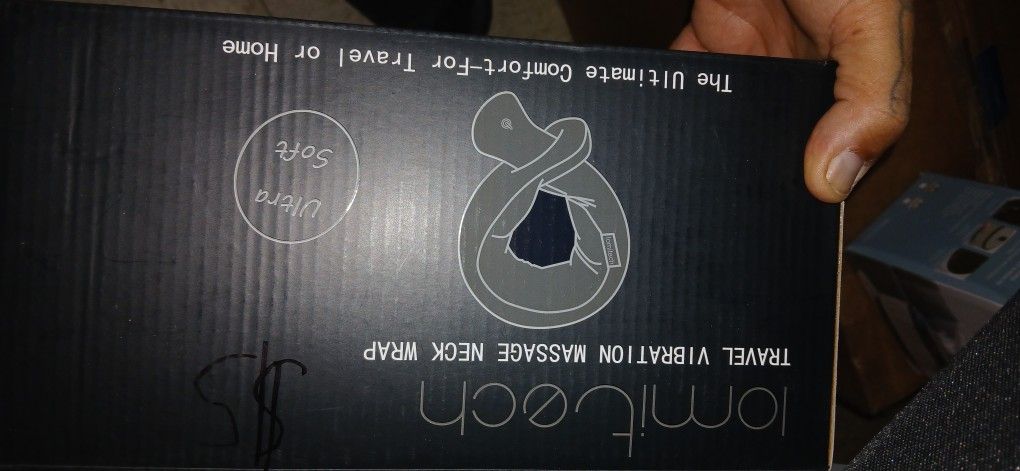 lomitech
TRAVEL VIBRATION MASSAGE NECK WRAP
Ultra
Soft
The Ultimate Comfort-For Travel or Home
$5